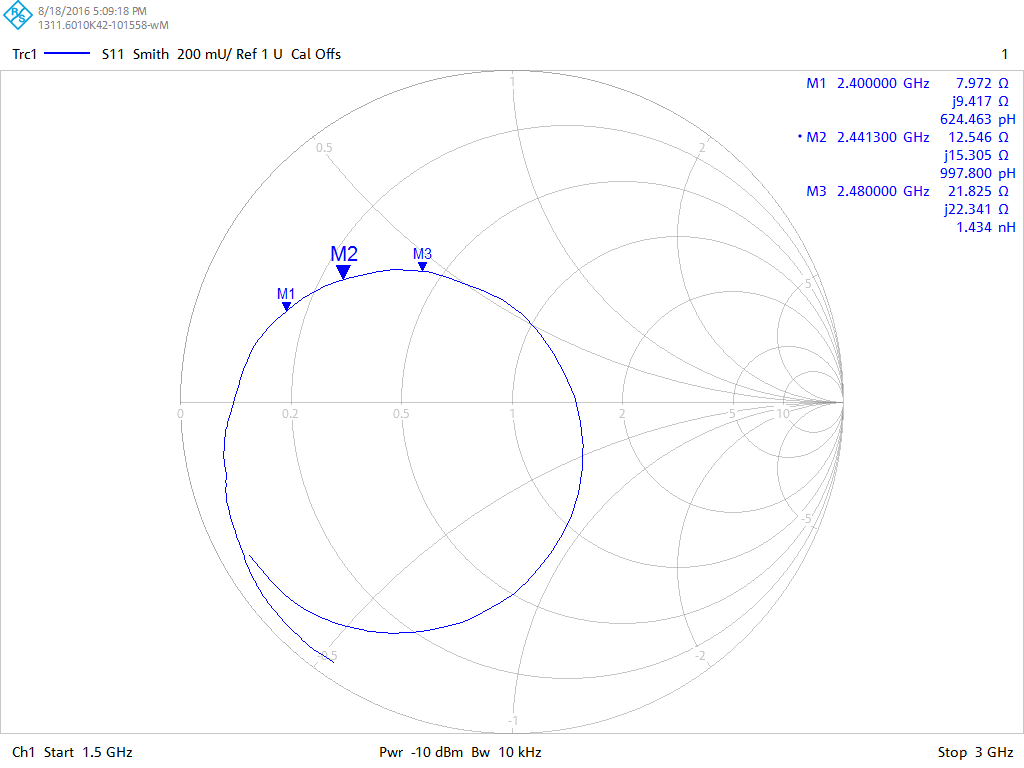 R&S
8/18/2016 5:09:18 PM
1311.6010K42-101558-wM
Trc1 S11 Smith 200 mU/ Ref 1 U Cal Offs 1
M1 2.400000 GHz 7.972 Ω
j9.417 Ω
624.463 pH
• M2 2.441300 GHz 12.546 Ω
j15.305 Ω
997.800 pH
M3 2.480000 GHz 21.825 Ω
j22.341 Ω
1.434 nH
1
0.5 2
M2 M3
5
M1
0 0.2 0.5 1 2 5 10
-5
-0.5 -2
-1
Ch1 Start 1.5 GHz Pwr -10 dBm Bw 10 kHz Stop 3 GHz